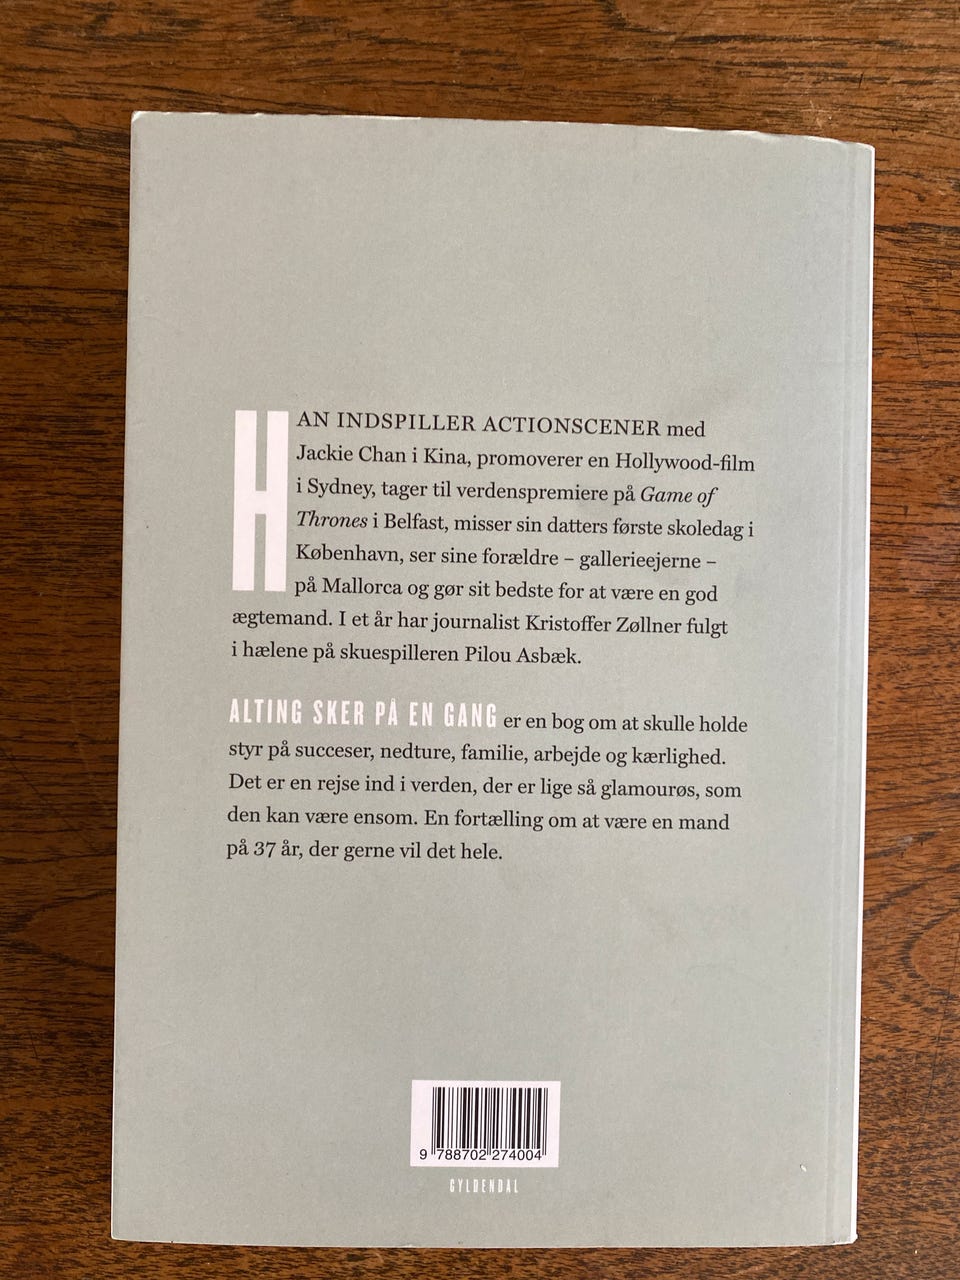 HAN INDSPILLER ACTIONSCENER med
Jackie Chan i Kina, promoverer en Hollywood-film
i Sydney, tager til verdenspremiere på Game of
Thrones i Belfast, misser sin datters første skoledag i
København, ser sine forældre – gallerieejerne –
på Mallorca og gør sit bedste for at være en god
ægtemand. I et år har journalist Kristoffer Zøllner fulgt
i hælene på skuespilleren Pilou Asbæk.
ALTING SKER PÅ EN GANG er en bog om at skulle holde
styr på succeser, nedture, familie, arbejde og kærlighed.
Det er en rejse ind i verden, der er lige så glamourøs, som
den kan være ensom. En fortælling om at være en mand
på 37 år, der gerne vil det hele.
9 788702 274004
GYLDENDAL